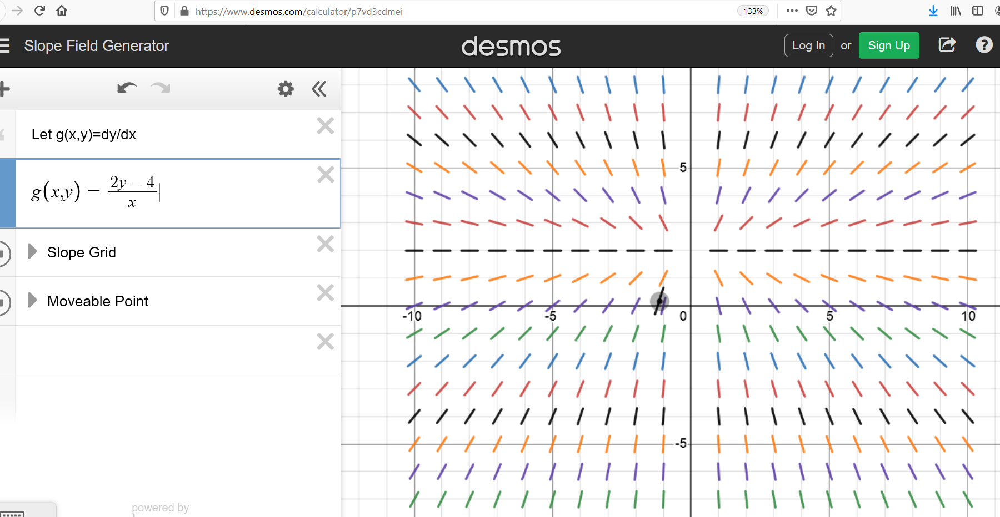 https://www.desmos.com/calculator/p7vd3cdmei
133%
Slope Field Generator
desmos
Log In or Sign Up
Let g(x,y)=dy/dx
g(x,y) = (2y − 4)/x
Slope Grid
Moveable Point
powered by
5
-10 -5 0 5 10
-5